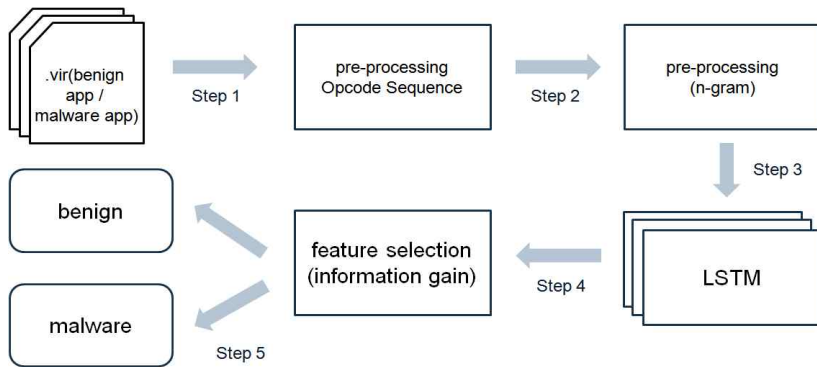 .vir(benign
app /
malware app)
Step 1
pre-processing
Opcode Sequence
Step 2
pre-processing
(n-gram)
Step 3
LSTM
Step 4
feature selection
(information gain)
benign
malware
Step 5